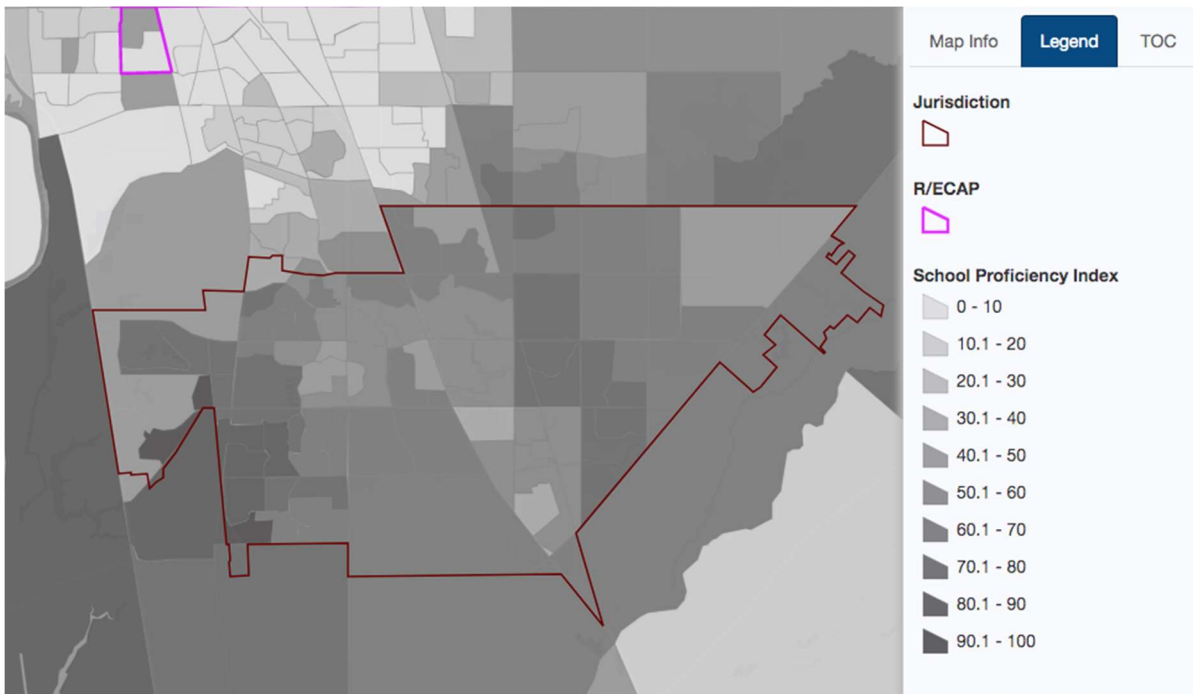 Map Info Legend TOC
Jurisdiction
R/ECAP
School Proficiency Index
0 - 10
10.1 - 20
20.1 - 30
30.1 - 40
40.1 - 50
50.1 - 60
60.1 - 70
70.1 - 80
80.1 - 90
90.1 - 100